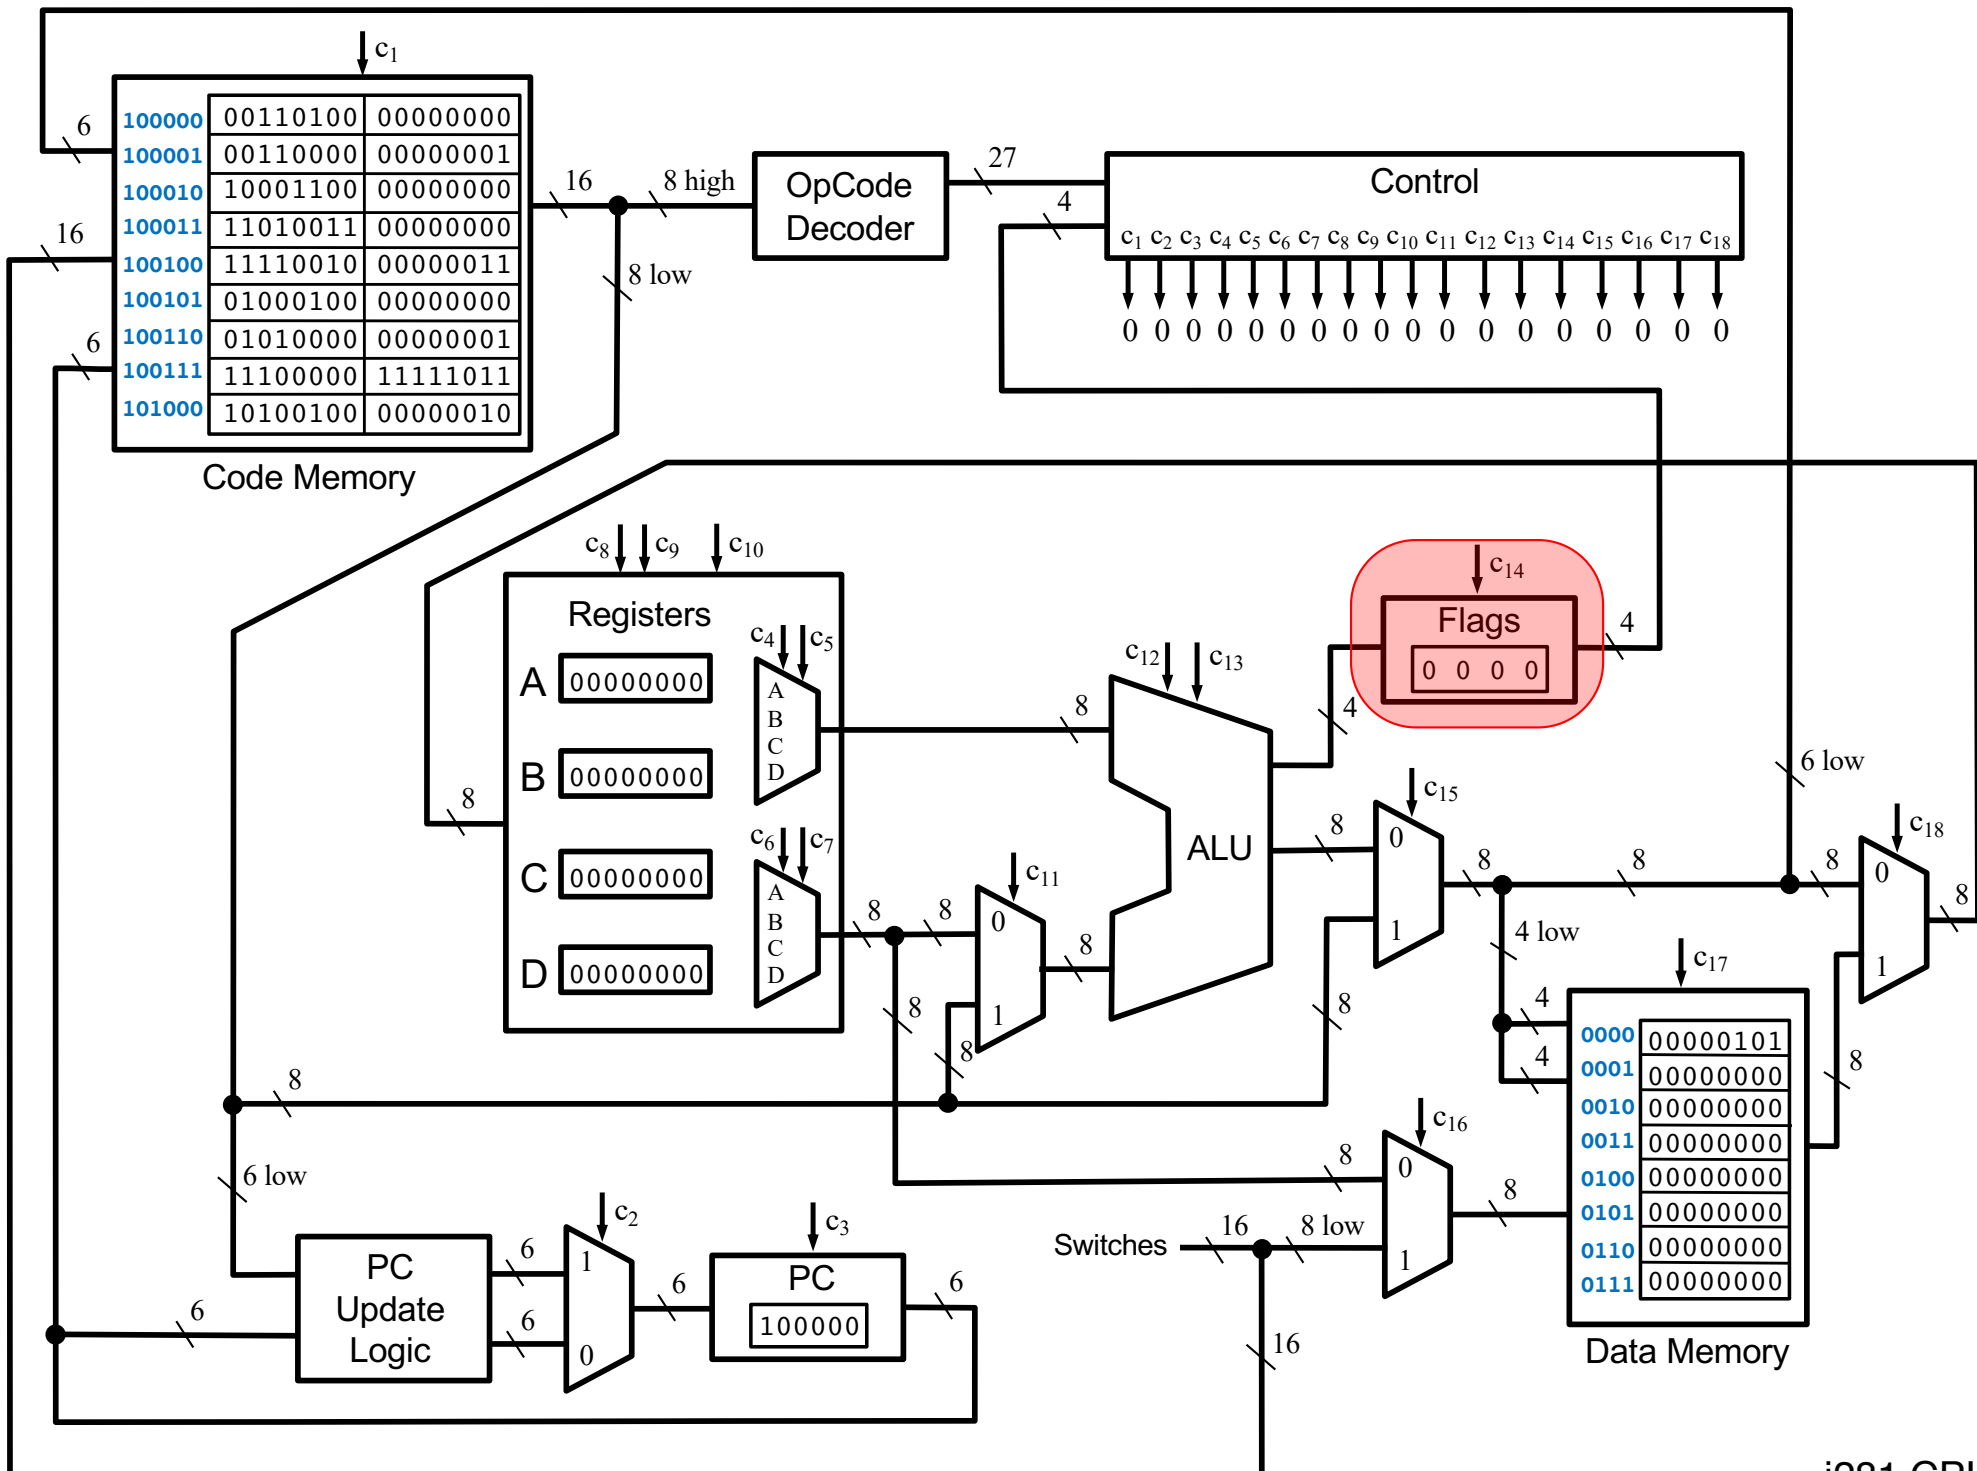 c1
6
16
6
100000 00110100 00000000
100001 00110000 00000001
100010 10001100 00000000
100011 11010011 00000000
100100 11110010 00000011
100101 01000100 00000000
100110 01010000 00000001
100111 11100000 11111011
101000 10100100 00000010
Code Memory
16
8 high
8 low
OpCode
Decoder
27
4
Control
c1 c2 c3 c4 c5 c6 c7 c8 c9 c10 c11 c12 c13 c14 c15 c16 c17 c18
0 0 0 0 0 0 0 0 0 0 0 0 0 0 0 0 0 0
c8 c9 c10
Registers
A 00000000
B 00000000
C 00000000
D 00000000
8
c4 c5
A
B
C
D
c6 c7
A
B
C
D
8
8
8
8
c11
0
1
8
8
c12 c13
ALU
4
c14
Flags
0 0 0 0
4
8
c15
0
1
8
8
8
4 low
6 low
8
c18
0
1
8
c17
4
4
0000 00000101
0001 00000000
0010 00000000
0011 00000000
0100 00000000
0101 00000000
0110 00000000
0111 00000000
Data Memory
8
8
6 low
PC
Update
Logic
6
6
6
c2
1
0
6
c3
PC
100000
6
Switches
16
8 low
16
8
c16
0
1
8